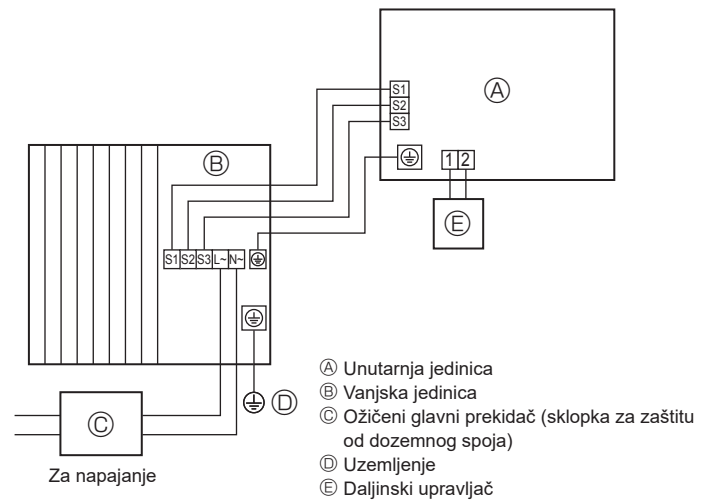 Ⓐ
S1
S2
S3
1 2
Ⓔ
Ⓑ
S1 S2 S3 L~ N~
Ⓓ
Ⓒ
Za napajanje
Ⓐ Unutarnja jedinica
Ⓑ Vanjska jedinica
Ⓒ Ožičeni glavni prekidač (sklopka za zaštitu
od dozemnog spoja)
Ⓓ Uzemljenje
Ⓔ Daljinski upravljač